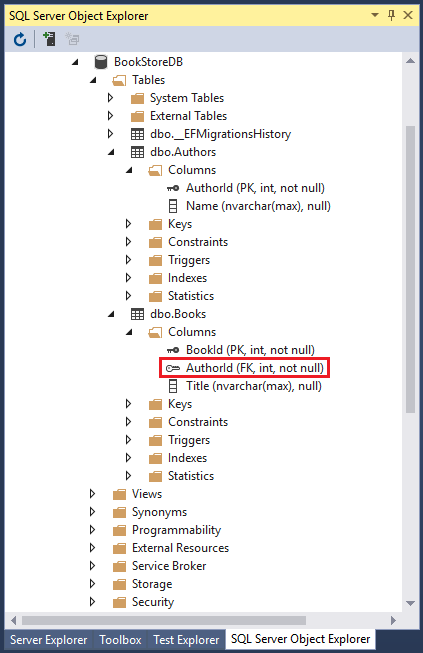 SQL Server Object Explorer
BookStoreDB
Tables
System Tables
External Tables
dbo.__EFMigrationsHistory
dbo.Authors
Columns
AuthorId (PK, int, not null)
Name (nvarchar(max), null)
Keys
Constraints
Triggers
Indexes
Statistics
dbo.Books
Columns
BookId (PK, int, not null)
AuthorId (FK, int, not null)
Title (nvarchar(max), null)
Keys
Constraints
Triggers
Indexes
Statistics
Views
Synonyms
Programmability
External Resources
Service Broker
Storage
Security
Server Explorer Toolbox Test Explorer SQL Server Object Explorer